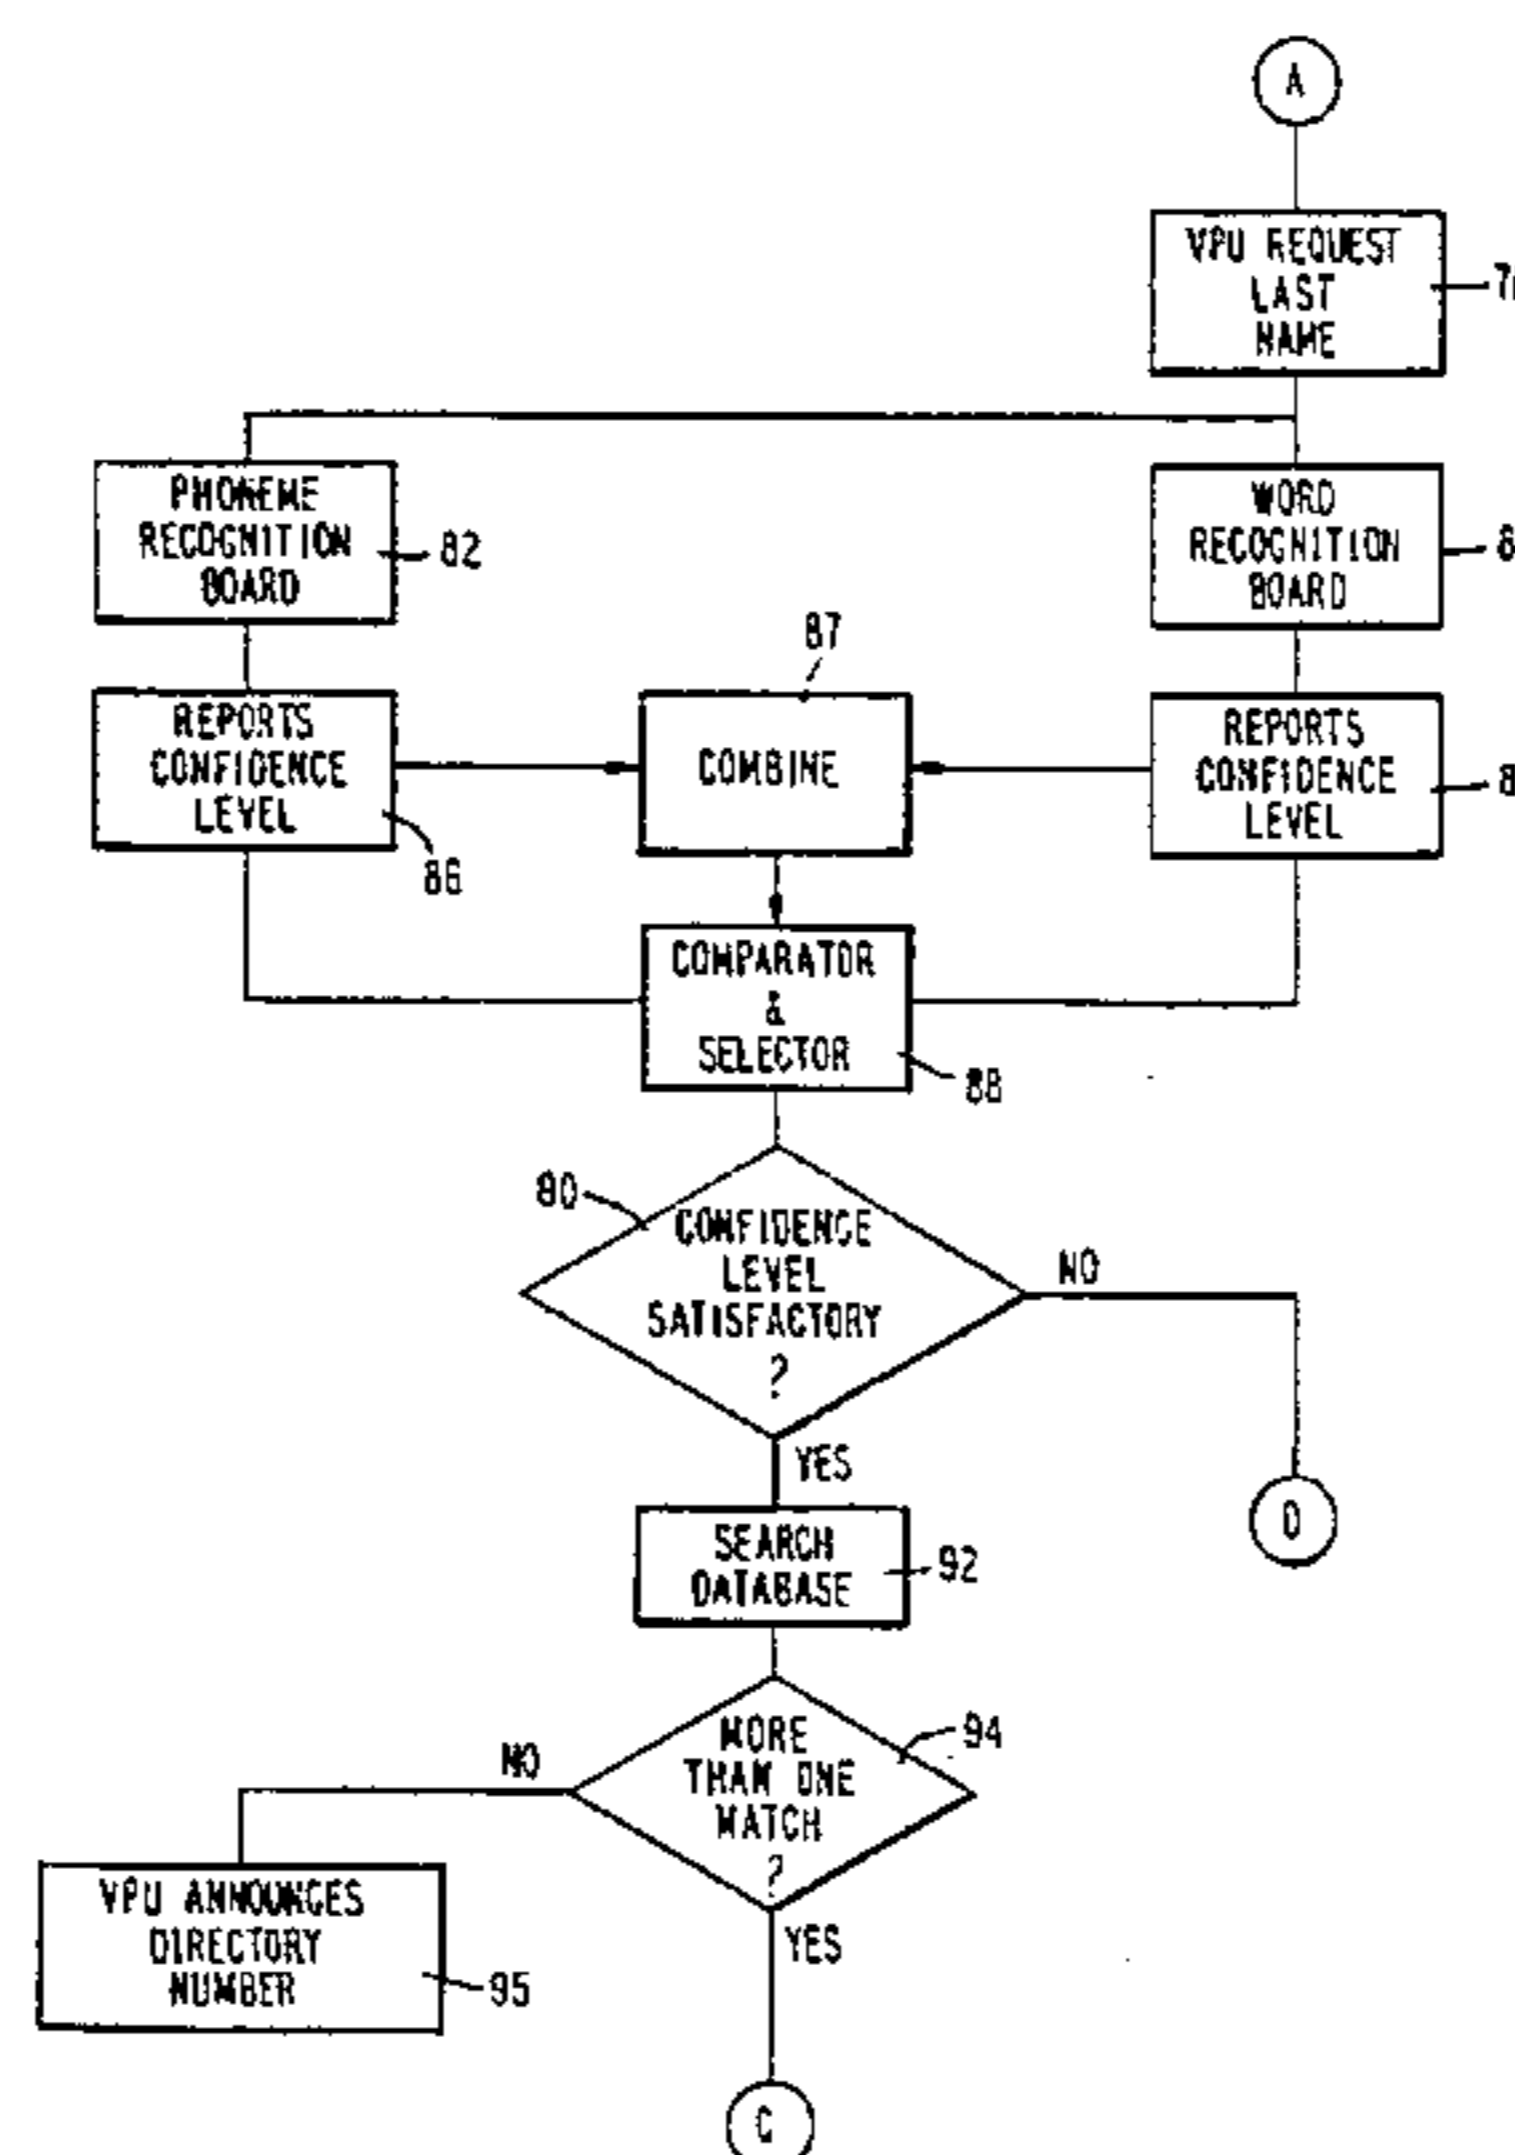 A
VPU REQUEST
LAST
NAME
PHONEME
RECOGNITION
BOARD
82
WORD
RECOGNITION
BOARD
87
REPORTS
CONFIDENCE
LEVEL
86
COMBINE
REPORTS
CONFIDENCE
LEVEL
COMPARATOR
&
SELECTOR
88
80
CONFIDENCE
LEVEL
SATISFACTORY
?
NO
YES
SEARCH
DATABASE
92
D
MORE
THAN ONE
MATCH
?
94
NO
YES
VPU ANNOUNCES
DIRECTORY
NUMBER
95
C